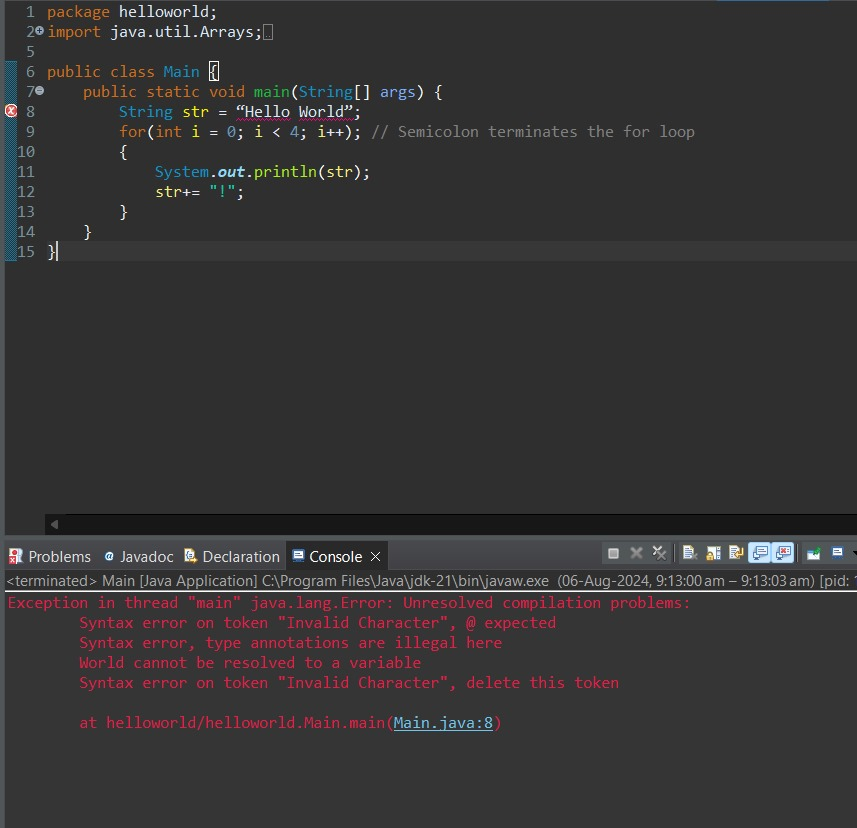 1 package helloworld;
2 import java.util.Arrays;
5
6 public class Main {
7 public static void main(String[] args) {
8 String str = “Hello World”;
9 for(int i = 0; i < 4; i++); // Semicolon terminates the for loop
10 {
11 System.out.println(str);
12 str+= "!";
13 }
14 }
15 }
Problems @ Javadoc Declaration Console
<terminated> Main [Java Application] C:\Program Files\Java\jdk-21\bin\javaw.exe (06-Aug-2024, 9:13:00 am – 9:13:03 am) [pid:
Exception in thread "main" java.lang.Error: Unresolved compilation problems:
Syntax error on token "Invalid Character", @ expected
Syntax error, type annotations are illegal here
World cannot be resolved to a variable
Syntax error on token "Invalid Character", delete this token
at helloworld/helloworld.Main.main(Main.java:8)